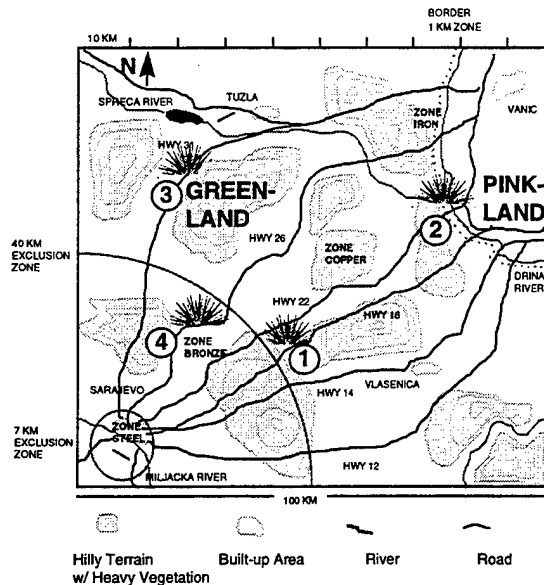 BORDER
1 KM ZONE
10 KM
N
SPRECA RIVER
TUZLA
ZONE
IRON
VANIC
HWY 31
3
GREEN-
LAND
PINK-
LAND
2
HWY 26
40 KM
EXCLUSION
ZONE
ZONE
COPPER
DRINA
RIVER
HWY 22
HWY 18
4
ZONE
BRONZE
1
SARAJEVO
VLASENICA
HWY 14
7 KM
EXCLUSION
ZONE
ZONE
STEEL
HWY 12
MILJACKA RIVER
100 KM
Hilly Terrain
w/ Heavy Vegetation
Built-up Area
River
Road